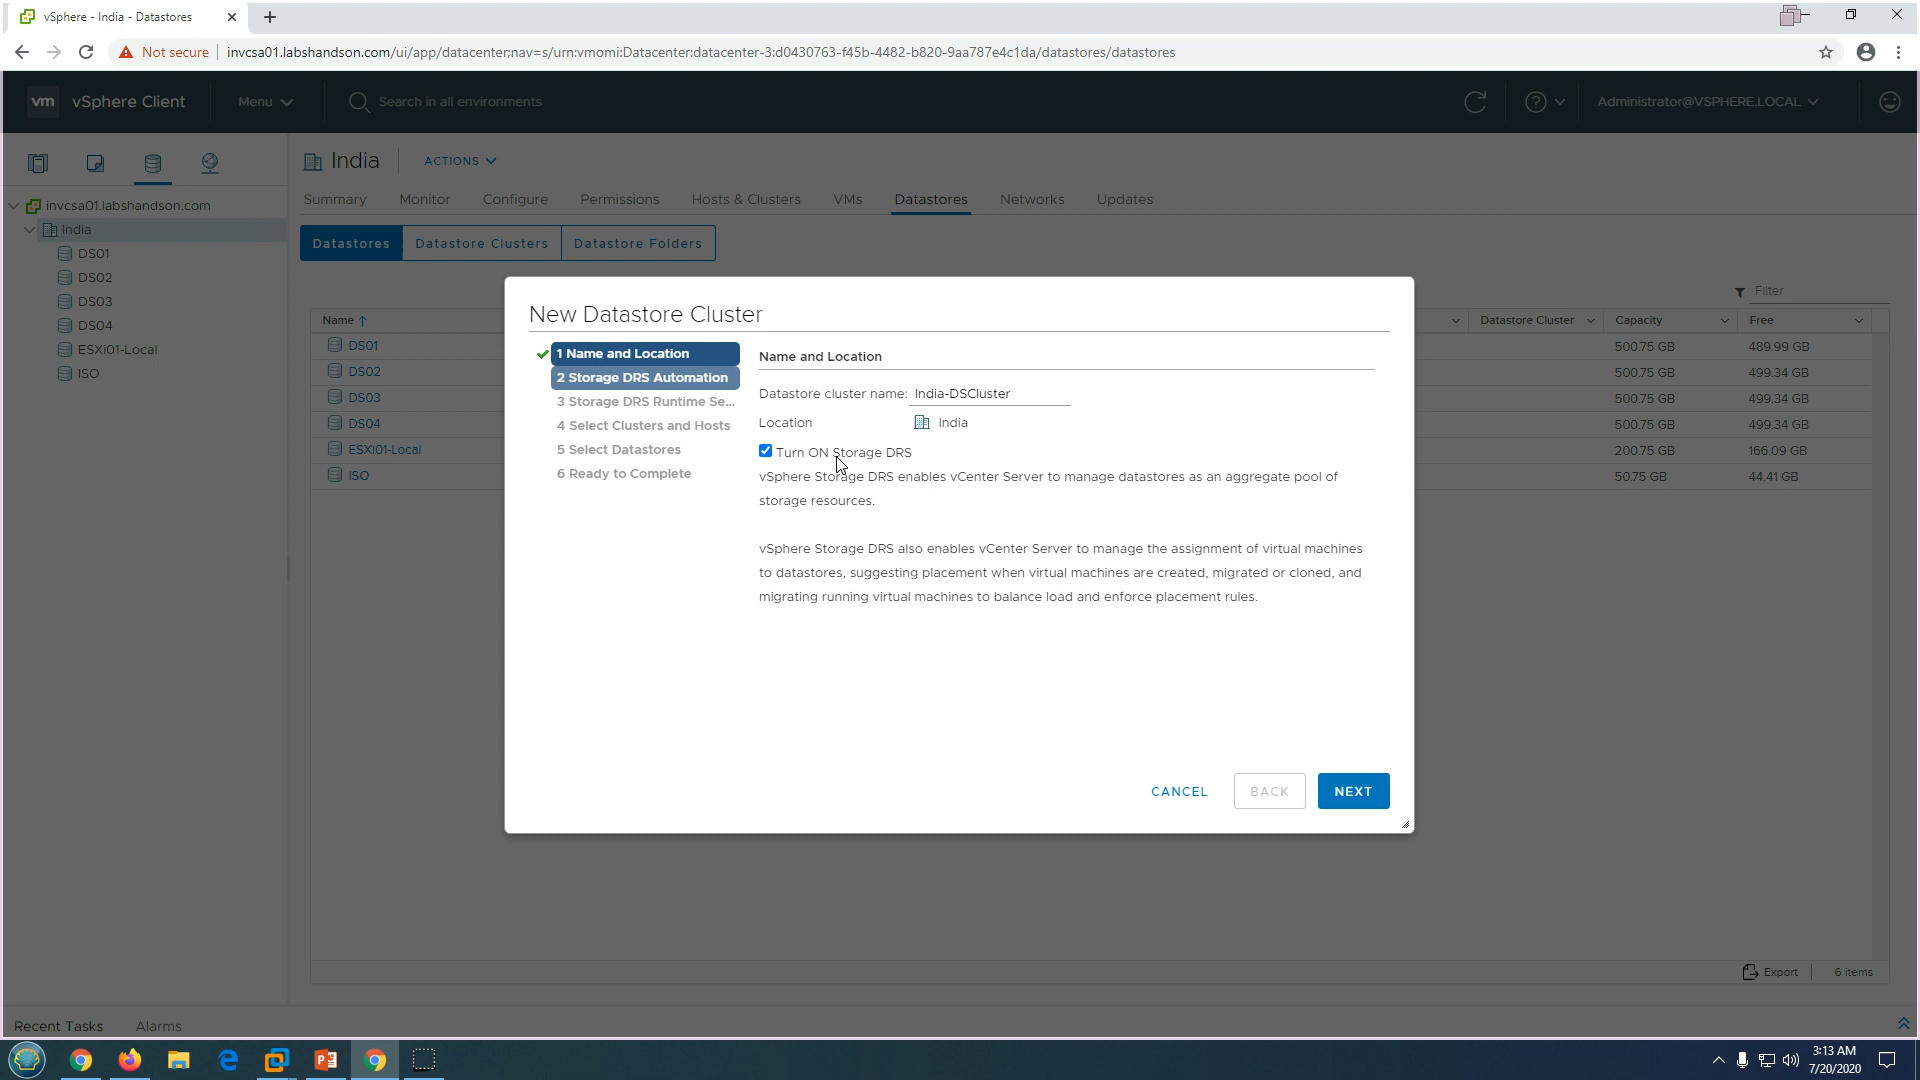 vSphere - India - Datastores
Not secure
invcsa01.labshandson.com/ui/app/datacenter;nav=s/urn:vmomi:Datacenter:datacenter-3:d0430763-f45b-4482-b820-9aa787e4c1da/datastores/datastores
vm vSphere Client
Menu
Search in all environments
Administrator@VSPHERE.LOCAL
India
ACTIONS
Summary Monitor Configure Permissions Hosts & Clusters VMs Datastores Networks Updates
invcsa01.labshandson.com
India
DS01
DS02
DS03
DS04
ESXi01-Local
ISO
Datastores Datastore Clusters Datastore Folders
Filter
Name Datastore Cluster Capacity Free
DS01 500.75 GB 489.99 GB
DS02 500.75 GB 499.34 GB
DS03 500.75 GB 499.34 GB
DS04 500.75 GB 499.34 GB
ESXi01-Local 200.75 GB 166.09 GB
ISO 50.75 GB 44.41 GB
New Datastore Cluster
1 Name and Location
2 Storage DRS Automation
3 Storage DRS Runtime Se...
4 Select Clusters and Hosts
5 Select Datastores
6 Ready to Complete
Name and Location
Datastore cluster name: India-DSCluster
Location India
Turn ON Storage DRS
vSphere Storage DRS enables vCenter Server to manage datastores as an aggregate pool of
storage resources.
vSphere Storage DRS also enables vCenter Server to manage the assignment of virtual machines
to datastores, suggesting placement when virtual machines are created, migrated or cloned, and
migrating running virtual machines to balance load and enforce placement rules.
CANCEL BACK NEXT
Export 6 items
Recent Tasks Alarms
3:13 AM
7/20/2020